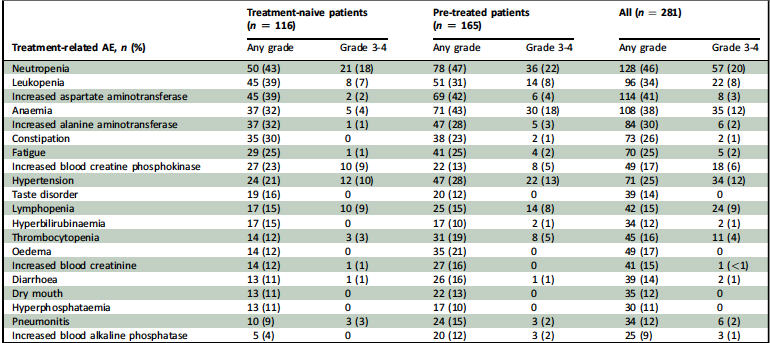 Treatment-naive patients Pre-treated patients All (n = 281)
(n = 116) (n = 165)
Treatment-related AE, n (%) Any grade Grade 3-4 Any grade Grade 3-4 Any grade Grade 3-4
Neutropenia 50 (43) 21 (18) 78 (47) 36 (22) 128 (46) 57 (20)
Leukopenia 45 (39) 8 (7) 51 (31) 14 (8) 96 (34) 22 (8)
Increased aspartate aminotransferase 45 (39) 2 (2) 69 (42) 6 (4) 114 (41) 8 (3)
Anaemia 37 (32) 5 (4) 71 (43) 30 (18) 108 (38) 35 (12)
Increased alanine aminotransferase 37 (32) 1 (1) 47 (28) 5 (3) 84 (30) 6 (2)
Constipation 35 (30) 0 38 (23) 2 (1) 73 (26) 2 (1)
Fatigue 29 (25) 1 (1) 41 (25) 4 (2) 70 (25) 5 (2)
Increased blood creatine phosphokinase 27 (23) 10 (9) 22 (13) 8 (5) 49 (17) 18 (6)
Hypertension 24 (21) 12 (10) 47 (28) 22 (13) 71 (25) 34 (12)
Taste disorder 19 (16) 0 20 (12) 0 39 (14) 0
Lymphopenia 17 (15) 10 (9) 25 (15) 14 (8) 42 (15) 24 (9)
Hyperbilirubinaemia 17 (15) 0 17 (10) 2 (1) 34 (12) 2 (1)
Thrombocytopenia 14 (12) 3 (3) 31 (19) 8 (5) 45 (16) 11 (4)
Oedema 14 (12) 0 35 (21) 0 49 (17) 0
Increased blood creatinine 14 (12) 1 (1) 27 (16) 0 41 (15) 1 (<1)
Diarrhoea 13 (11) 1 (1) 26 (16) 1 (1) 39 (14) 2 (1)
Dry mouth 13 (11) 0 22 (13) 0 35 (12) 0
Hyperphosphataemia 13 (11) 0 17 (10) 0 30 (11) 0
Pneumonitis 10 (9) 3 (3) 24 (15) 3 (2) 34 (12) 6 (2)
Increased blood alkaline phosphatase 5 (4) 0 20 (12) 3 (2) 25 (9) 3 (1)